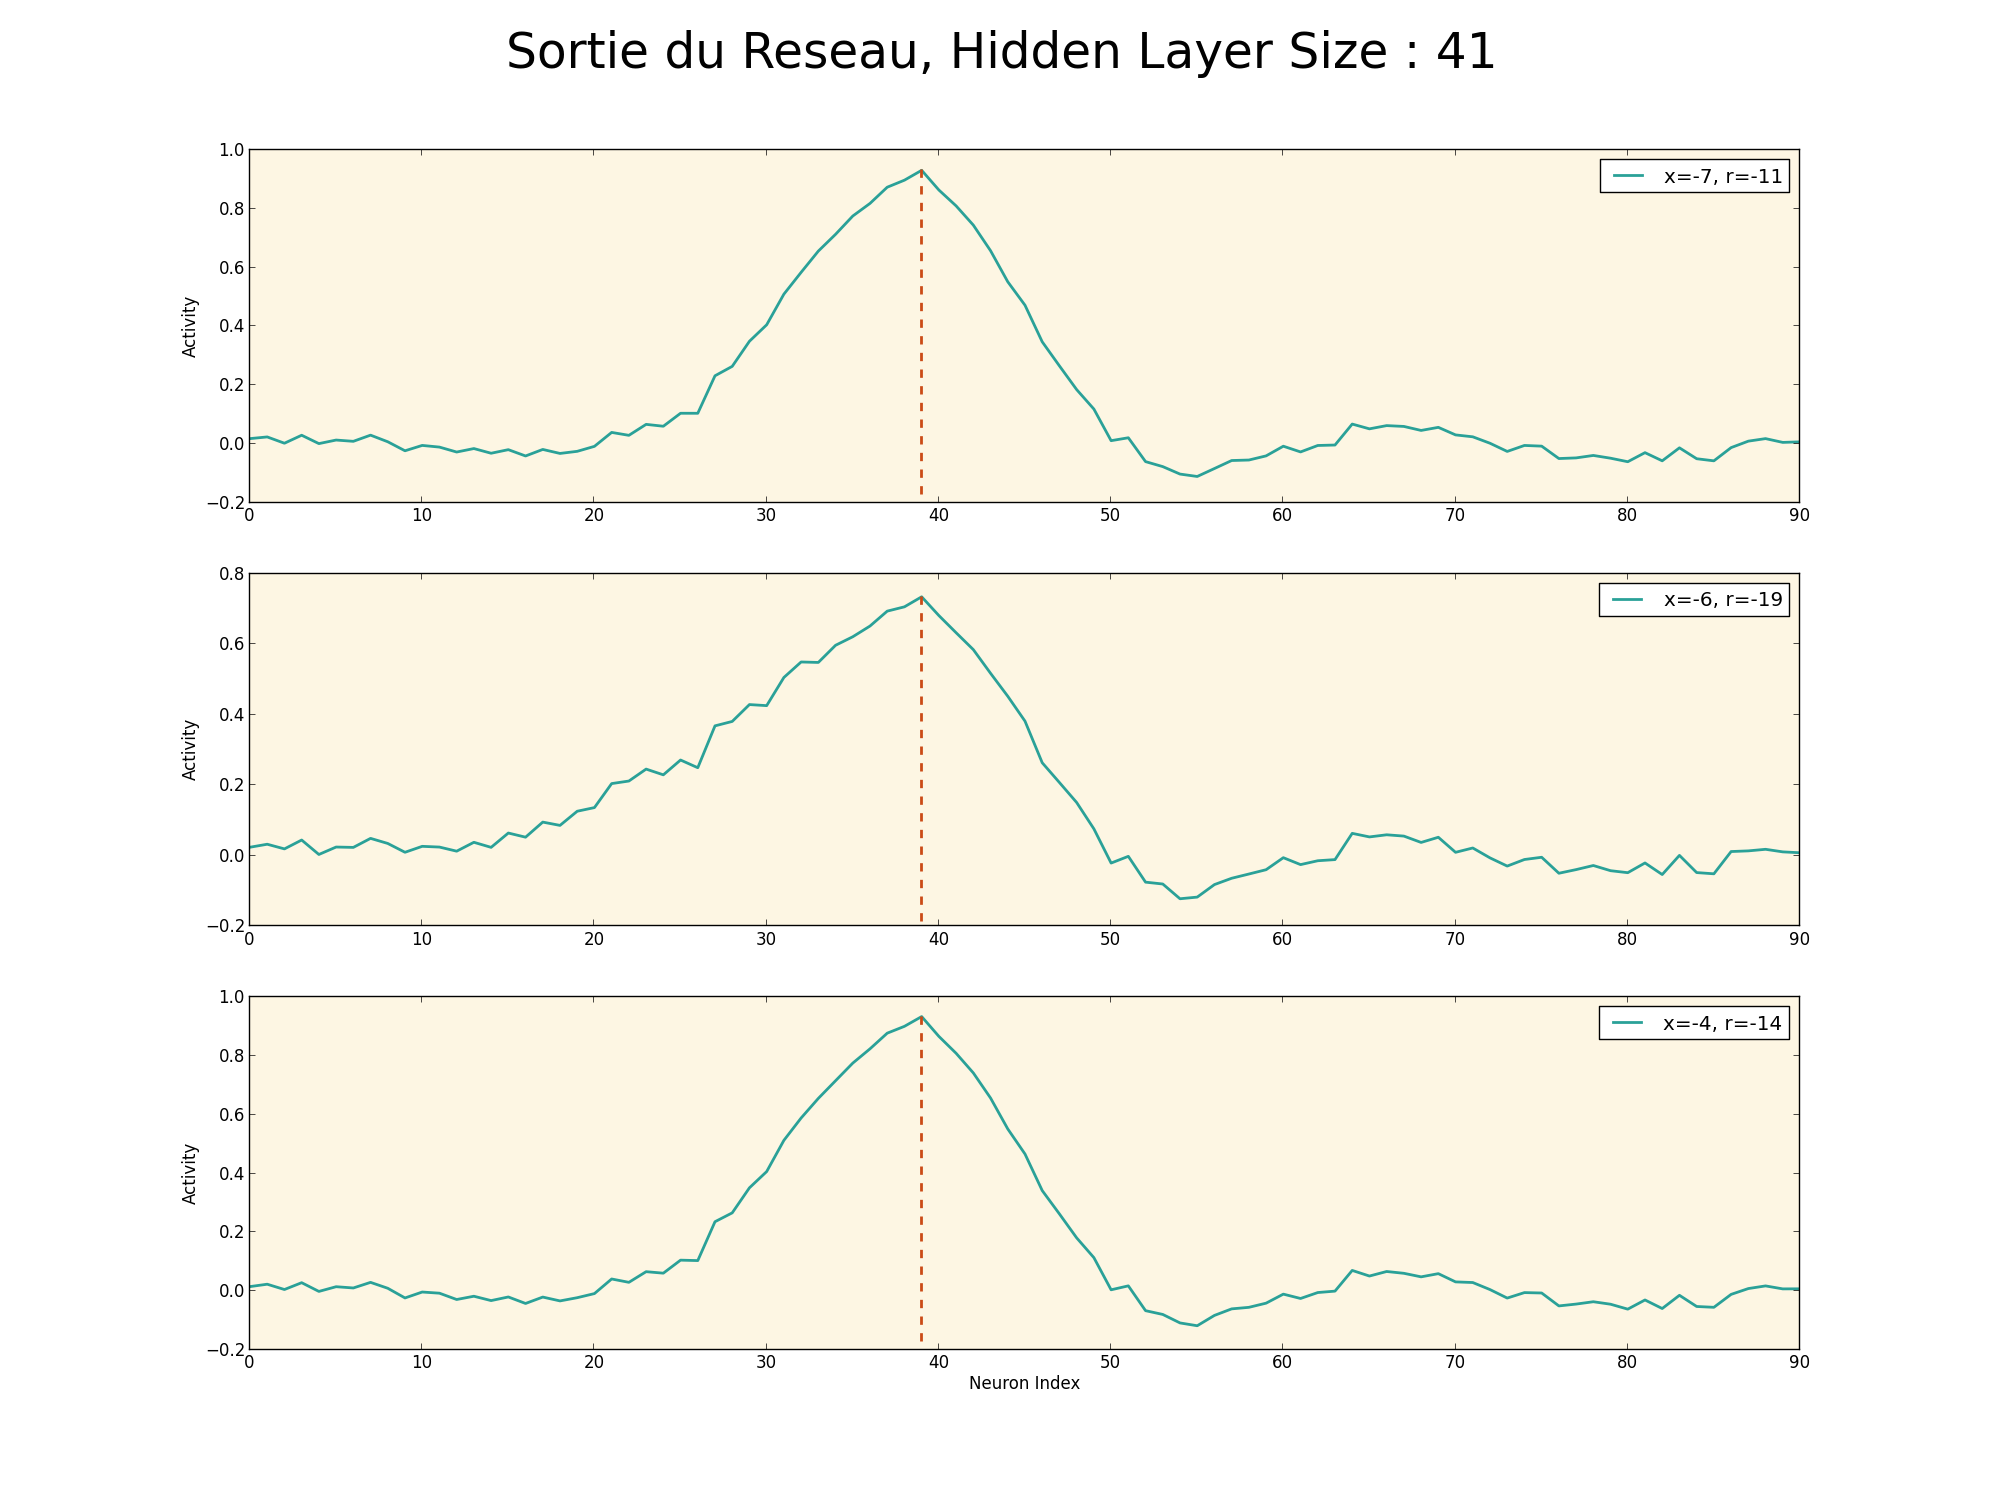 Sortie du Reseau, Hidden Layer Size : 41
1.0
0.8
0.6
0.4
0.2
0.0
−0.2
Activity
x=-7, r=-11
0 10 20 30 40 50 60 70 80 90
0.8
0.6
0.4
0.2
0.0
−0.2
Activity
x=-6, r=-19
0 10 20 30 40 50 60 70 80 90
1.0
0.8
0.6
0.4
0.2
0.0
−0.2
Activity
x=-4, r=-14
0 10 20 30 40 50 60 70 80 90
Neuron Index